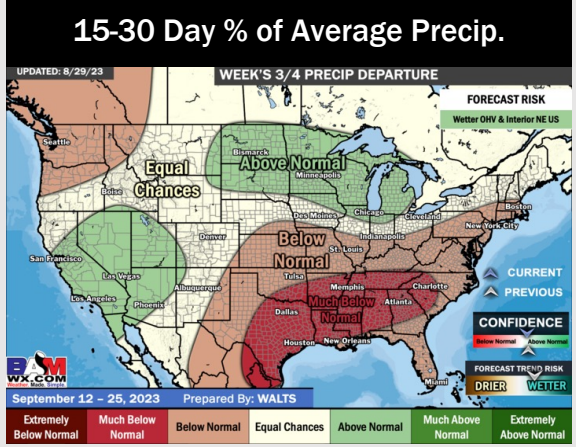 15-30 Day % of Average Precip.
UPDATED: 8/29/23
WEEK'S 3/4 PRECIP DEPARTURE
FORECAST RISK
Wetter OHV & Interior NE US
Seattle
Bismarck
Above Normal
Minneapolis
Equal
Chances
Boise
Des Moines
Chicago
Cleveland
Boston
New York City
Indianapolis
Denver
Below
Normal
St. Louis
San Francisco
Las Vegas
Tulsa
CURRENT
PREVIOUS
Los Angeles
Phoenix
Albuquerque
Memphis
Charlotte
Much Below
Normal
Atlanta
Dallas
CONFIDENCE
Below Normal
Above Normal
Houston
New Orleans
Miami
FORECAST TREND RISK
DRIER
WETTER
BAM
WX.COM
Weather. Made. Simple.
September 12 – 25, 2023
Prepared By: WALTS
Extremely
Below Normal
Much Below
Normal
Below Normal
Equal Chances
Above Normal
Much Above
Normal
Extremely
Above Normal